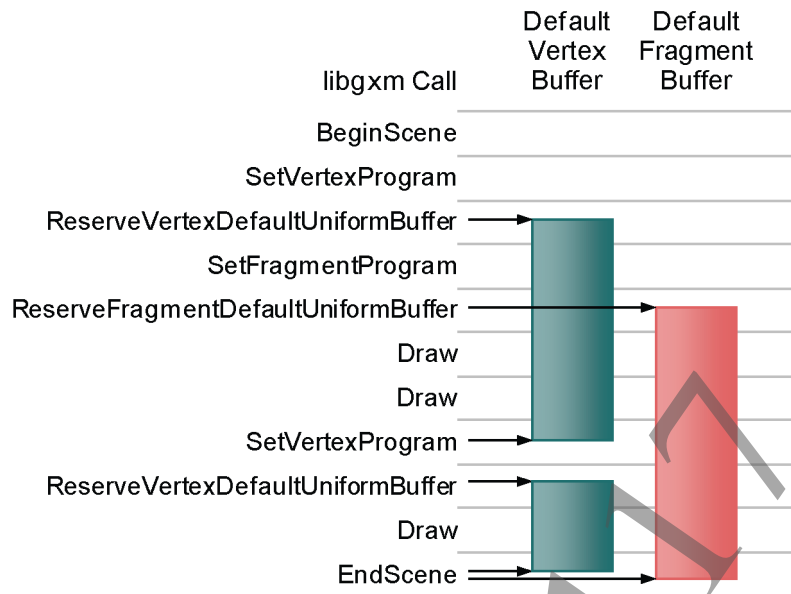 Default Vertex Buffer
Default Fragment Buffer
libgxm Call
BeginScene
SetVertexProgram
ReserveVertexDefaultUniformBuffer
SetFragmentProgram
ReserveFragmentDefaultUniformBuffer
Draw
Draw
SetVertexProgram
ReserveVertexDefaultUniformBuffer
Draw
EndScene